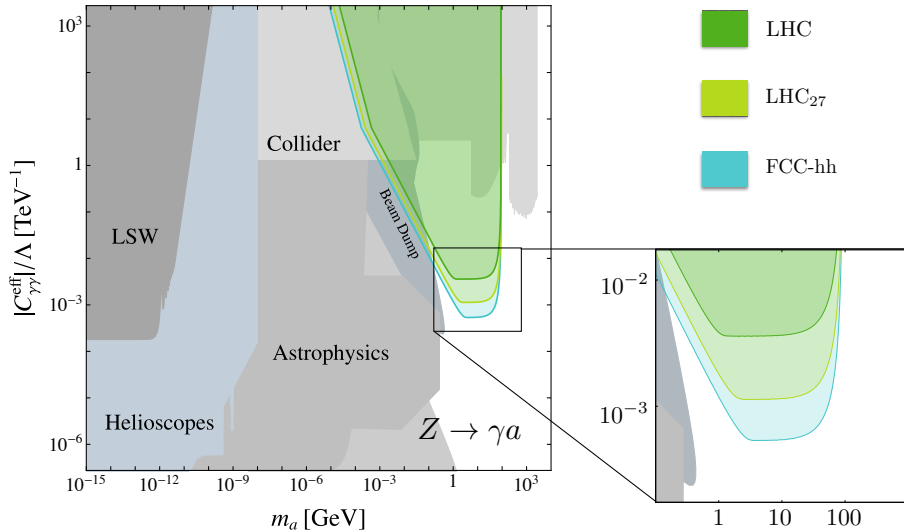 10^3
1
10^-3
10^-6
|C_γγ^eff|/Λ [TeV^-1]
LSW
Helioscopes
Collider
Astrophysics
Beam Dump
Z → γa
10^-15
10^-12
10^-9
10^-6
10^-3
1
10^3
m_a [GeV]
LHC
LHC_27
FCC-hh
10^-2
10^-3
1
10
100